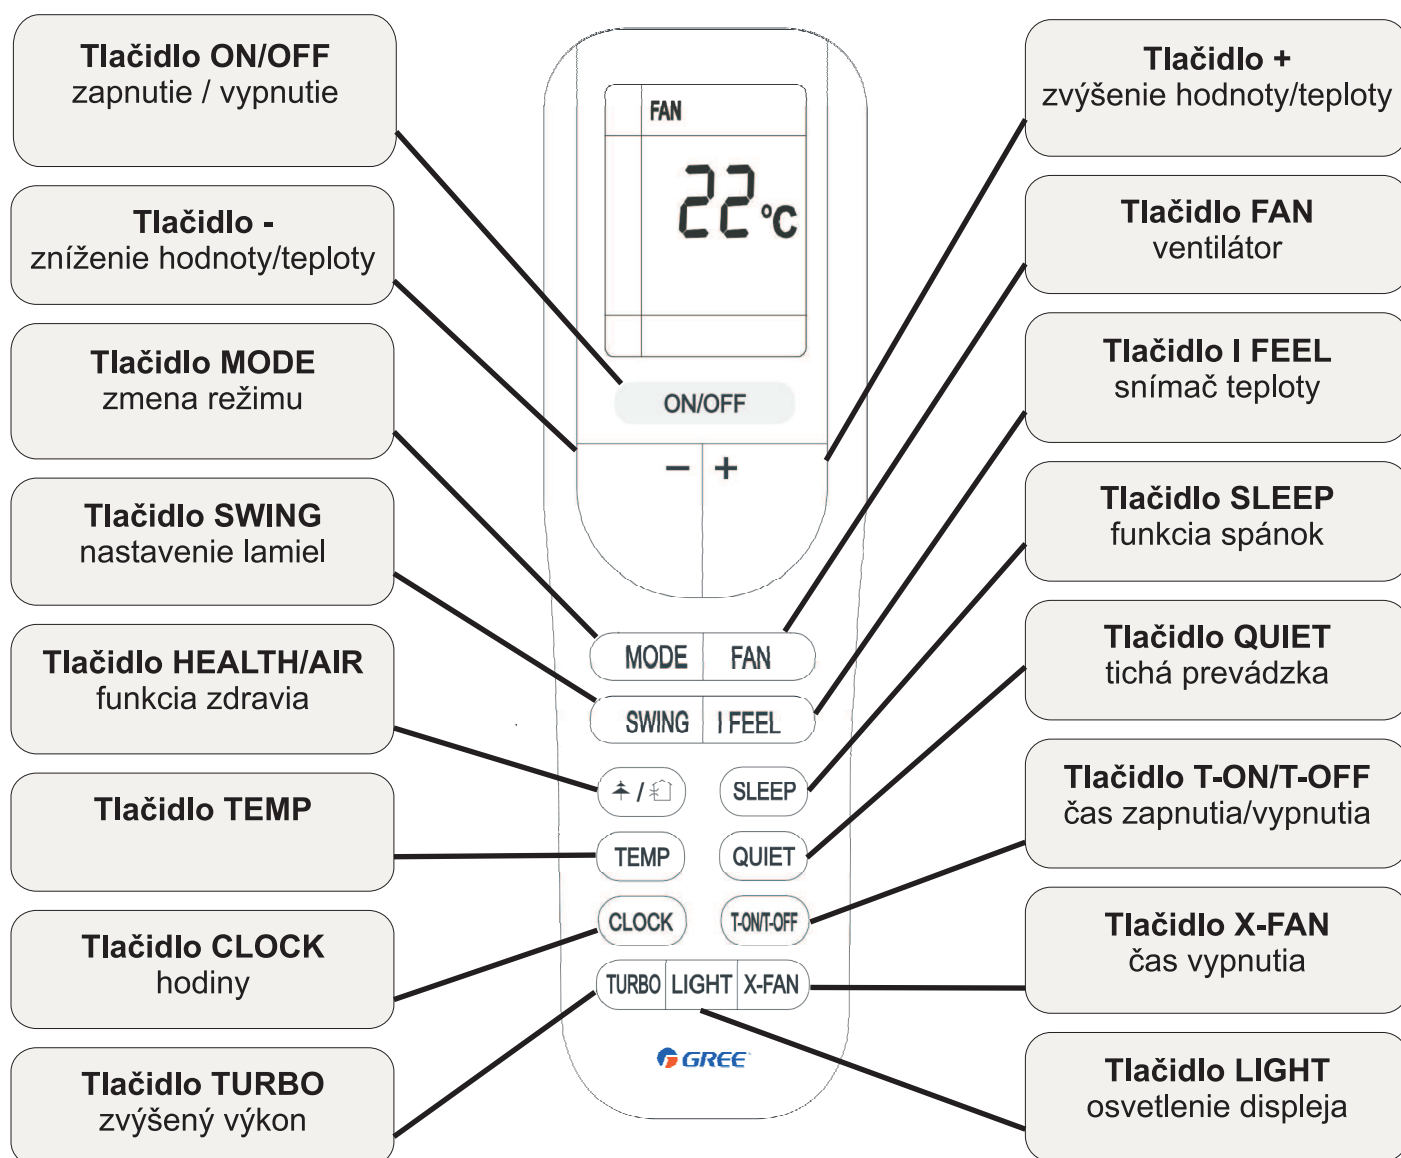 Tlačidlo ON/OFF
zapnutie / vypnutie
Tlačidlo -
zníženie hodnoty/teploty
Tlačidlo MODE
zmena režimu
Tlačidlo SWING
nastavenie lamiel
Tlačidlo HEALTH/AIR
funkcia zdravia
Tlačidlo TEMP
Tlačidlo CLOCK
hodiny
Tlačidlo TURBO
zvýšený výkon
FAN
22 °C
ON/OFF
− +
MODE FAN
SWING I FEEL
/ SLEEP
TEMP QUIET
CLOCK T-ON/T-OFF
TURBO LIGHT X-FAN
GREE
Tlačidlo +
zvýšenie hodnoty/teploty
Tlačidlo FAN
ventilátor
Tlačidlo I FEEL
snímač teploty
Tlačidlo SLEEP
funkcia spánok
Tlačidlo QUIET
tichá prevádzka
Tlačidlo T-ON/T-OFF
čas zapnutia/vypnutia
Tlačidlo X-FAN
čas vypnutia
Tlačidlo LIGHT
osvetlenie displeja